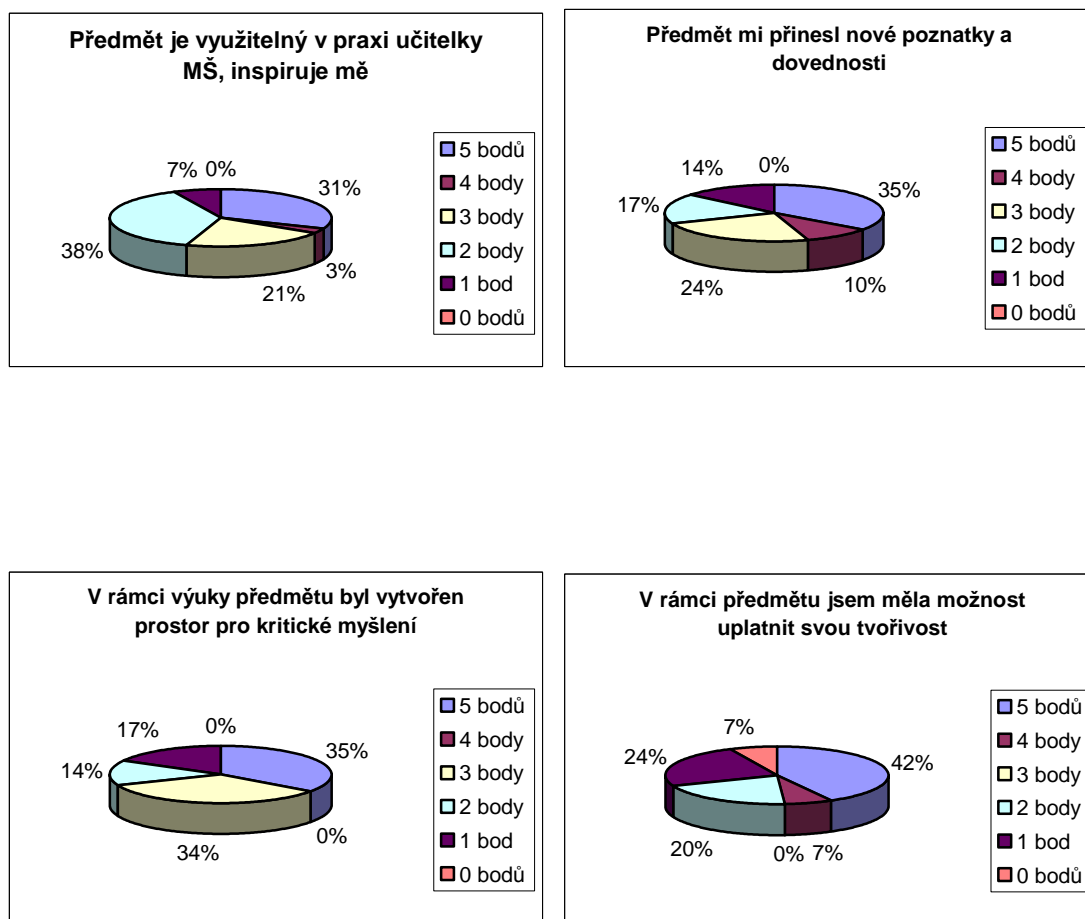 Předmět je využitelný v praxi učitelky
MŠ, inspiruje mě
7% 0%
31%
38%
3%
21%
5 bodů
4 body
3 body
2 body
1 bod
0 bodů
Předmět mi přinesl nové poznatky a
dovednosti
14%
0%
35%
17%
24%
10%
5 bodů
4 body
3 body
2 body
1 bod
0 bodů
V rámci výuky předmětu byl vytvořen
prostor pro kritické myšlení
17%
0%
35%
14%
0%
34%
5 bodů
4 body
3 body
2 body
1 bod
0 bodů
V rámci předmětu jsem měla možnost
uplatnit svou tvořivost
7%
24%
42%
20%
0% 7%
5 bodů
4 body
3 body
2 body
1 bod
0 bodů